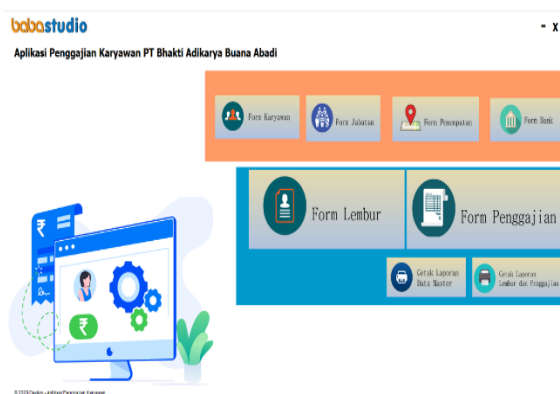 babastudio
- x
Aplikasi Penggajian Karyawan PT Bhakti Adikarya Buana Abadi
Form Karyawan
Form Jabatan
Form Penempatan
Form Bank
Form Lembur
Form Penggajian
Cetak Laporan
Data Master
Cetak Laporan
Lembur dan Penggajian